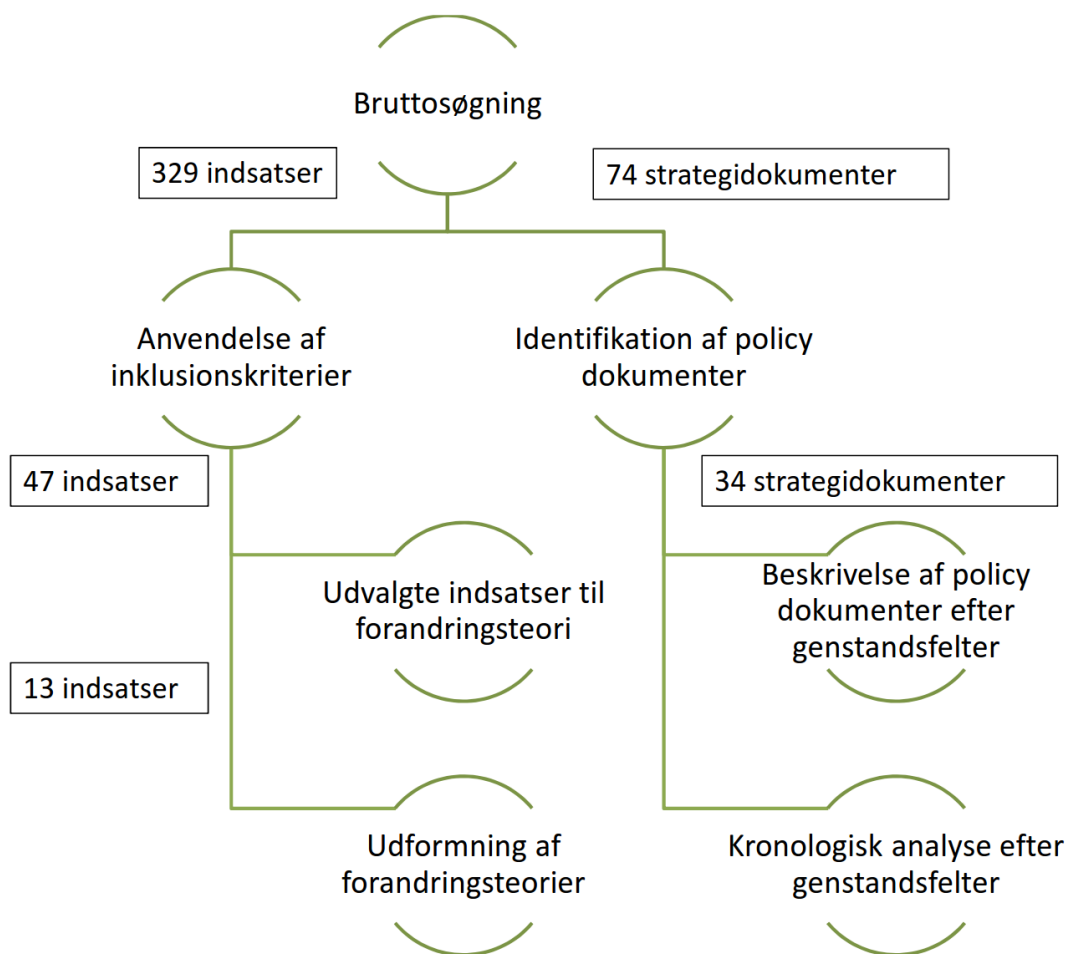 Bruttosøgning
329 indsatser
74 strategidokumenter
Anvendelse af
inklusionskriterier
Identifikation af policy
dokumenter
47 indsatser
34 strategidokumenter
Udvalgte indsatser til
forandringsteori
Beskrivelse af policy
dokumenter efter
genstandsfelter
13 indsatser
Udformning af
forandringsteorier
Kronologisk analyse efter
genstandsfelter